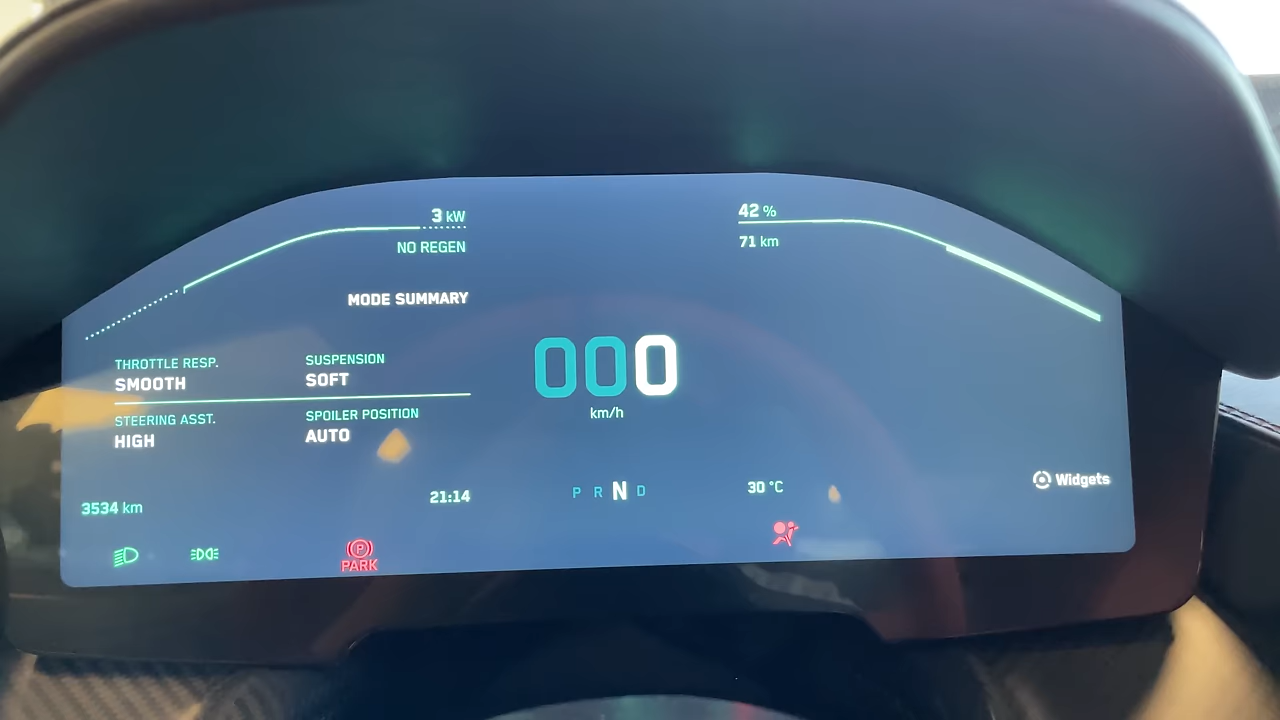 3 kW
NO REGEN
42 %
71 km
MODE SUMMARY
THROTTLE RESP.
SMOOTH
SUSPENSION
SOFT
STEERING ASST.
HIGH
SPOILER POSITION
AUTO
000
km/h
3534 km
21:14
P R N D
30 °C
Widgets
P
PARK